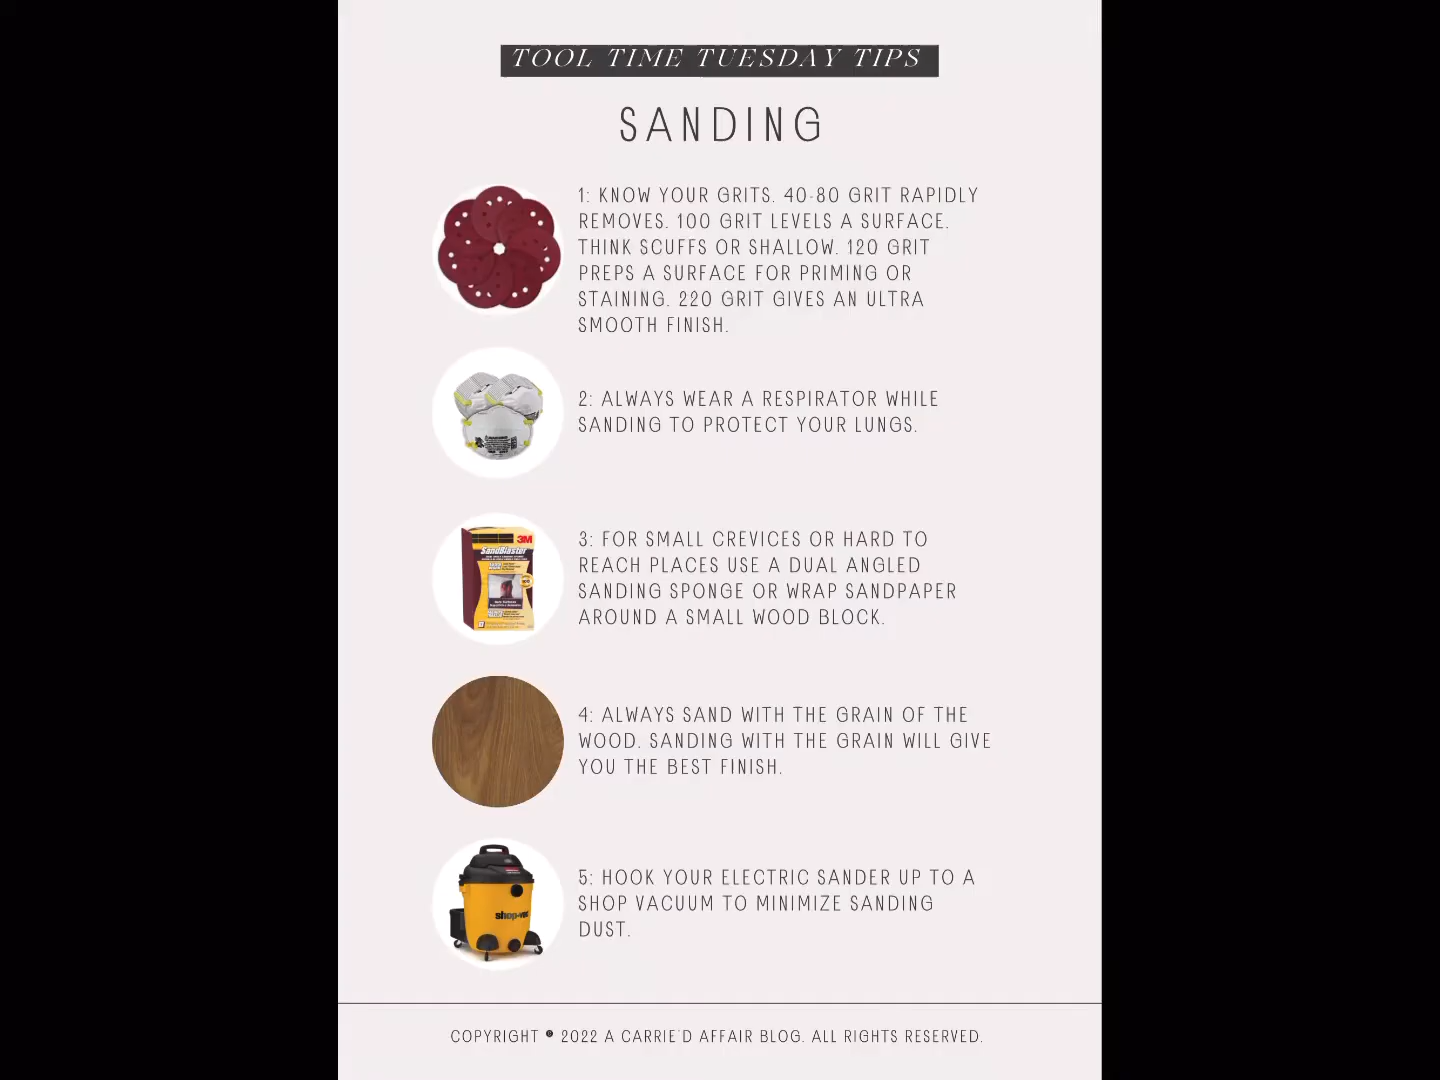 TOOL TIME TUESDAY TIPS
SANDING
1: KNOW YOUR GRITS. 40-80 GRIT RAPIDLY
REMOVES. 100 GRIT LEVELS A SURFACE.
THINK SCUFFS OR SHALLOW. 120 GRIT
PREPS A SURFACE FOR PRIMING OR
STAINING. 220 GRIT GIVES AN ULTRA
SMOOTH FINISH.
2: ALWAYS WEAR A RESPIRATOR WHILE
SANDING TO PROTECT YOUR LUNGS.
3M
SandBlaster
3: FOR SMALL CREVICES OR HARD TO
REACH PLACES USE A DUAL ANGLED
SANDING SPONGE OR WRAP SANDPAPER
AROUND A SMALL WOOD BLOCK.
4: ALWAYS SAND WITH THE GRAIN OF THE
WOOD. SANDING WITH THE GRAIN WILL GIVE
YOU THE BEST FINISH.
shop-vac
5: HOOK YOUR ELECTRIC SANDER UP TO A
SHOP VACUUM TO MINIMIZE SANDING
DUST.
COPYRIGHT © 2022 A CARRIE'D AFFAIR BLOG. ALL RIGHTS RESERVED.